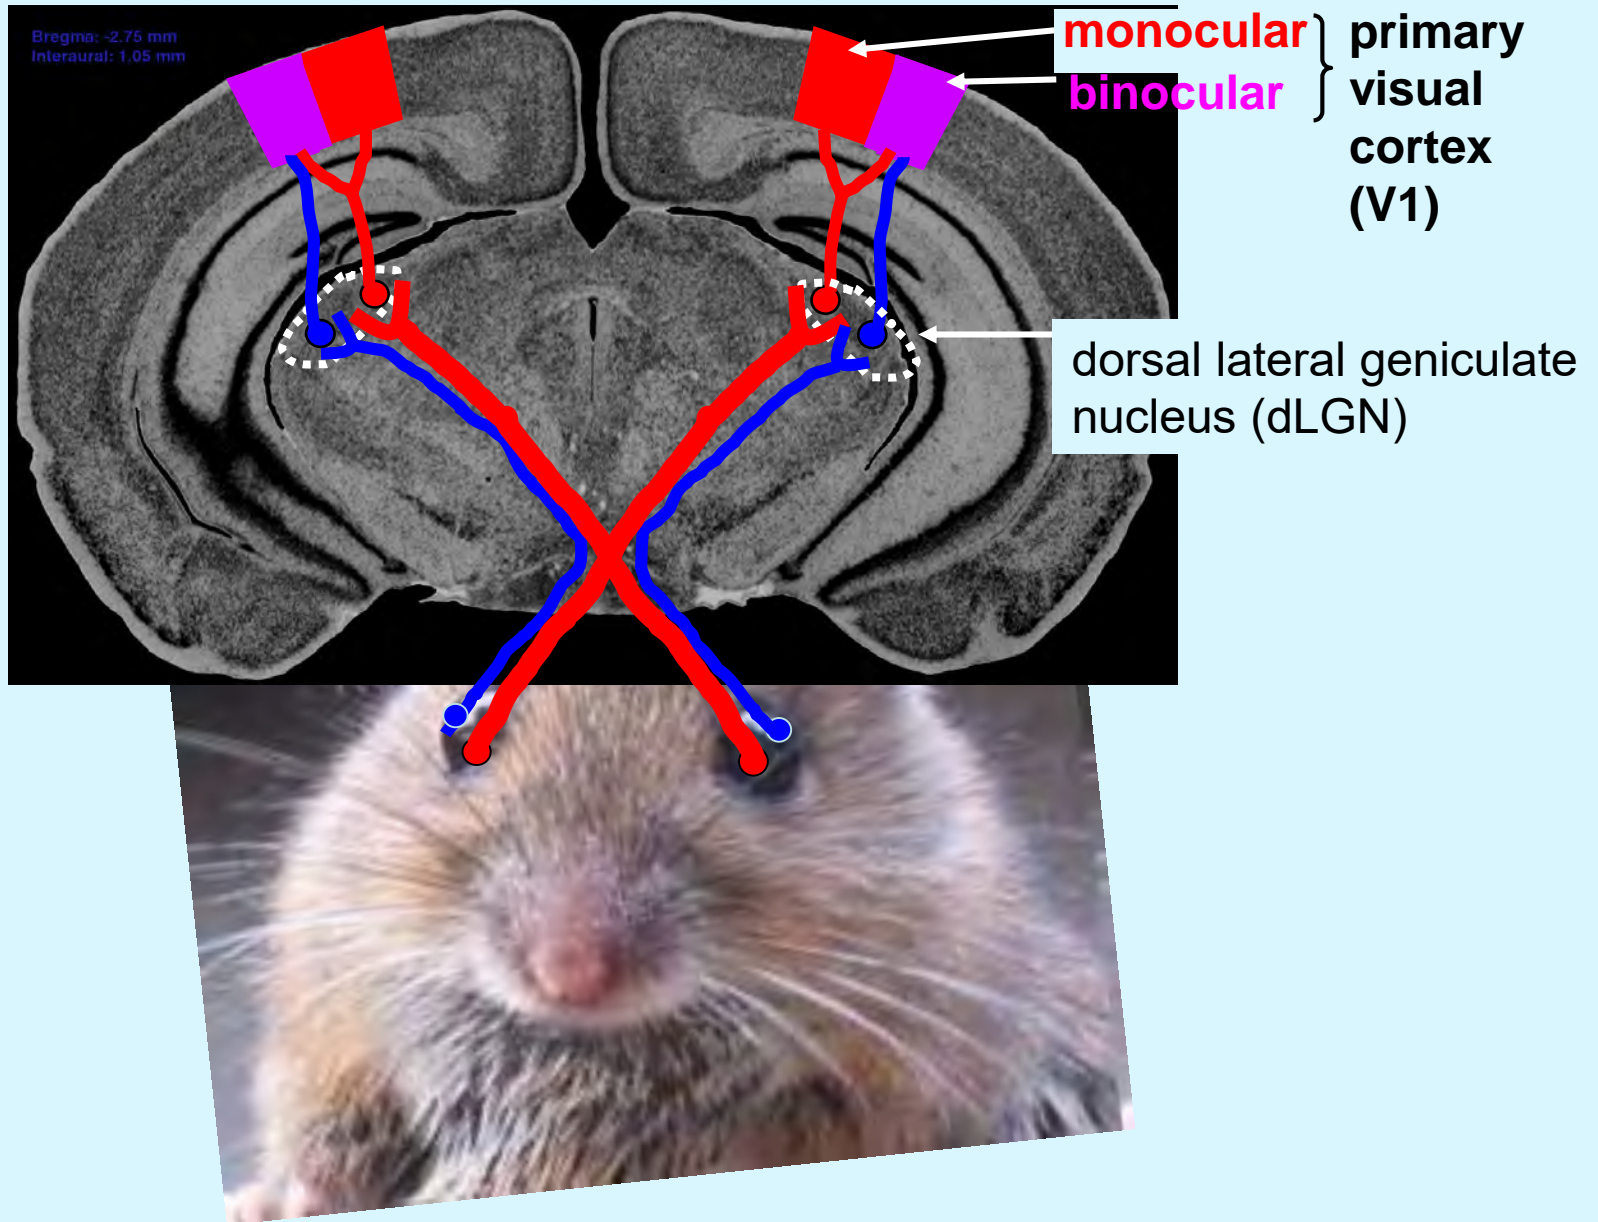 Bregma: -2.75 mm
Interaural: 1.05 mm
monocular
binocular
primary
visual
cortex
(V1)
dorsal lateral geniculate
nucleus (dLGN)